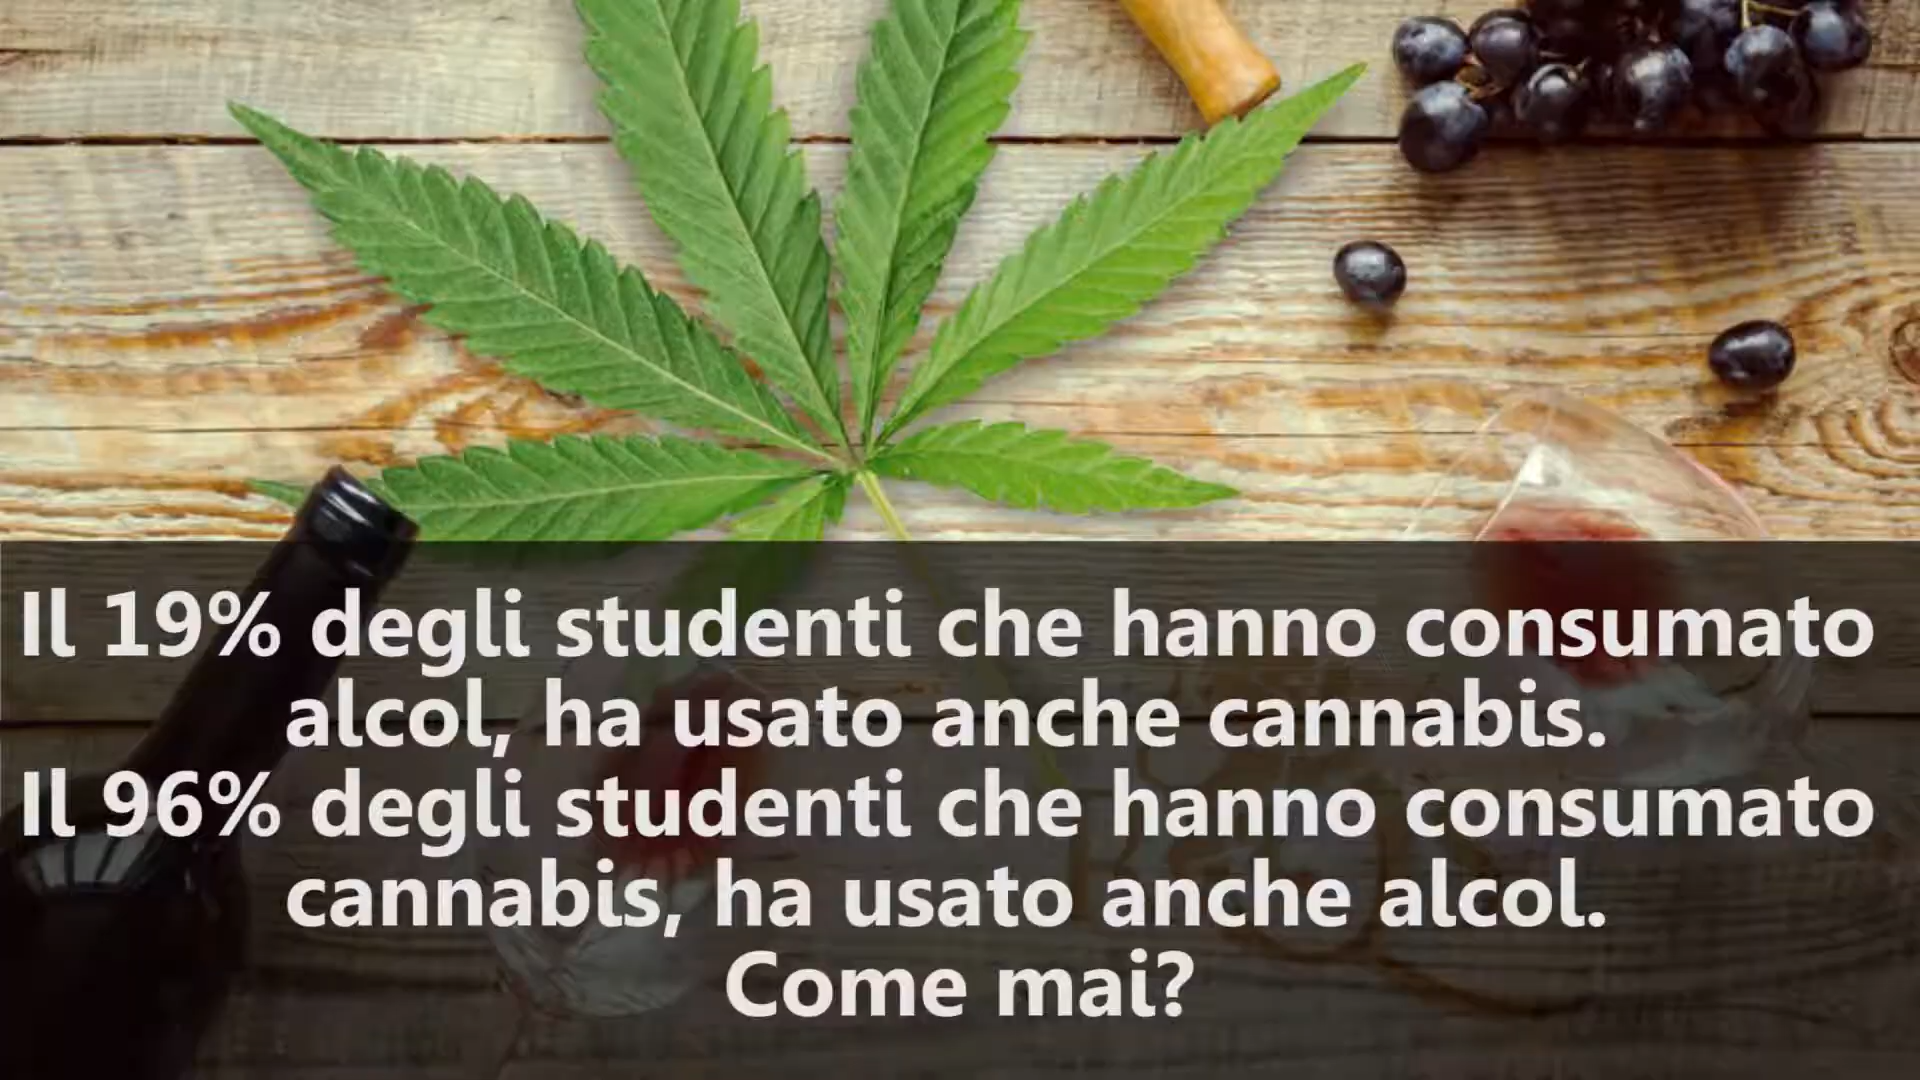 Il 19% degli studenti che hanno consumato
alcol, ha usato anche cannabis.
Il 96% degli studenti che hanno consumato
cannabis, ha usato anche alcol.
Come mai?